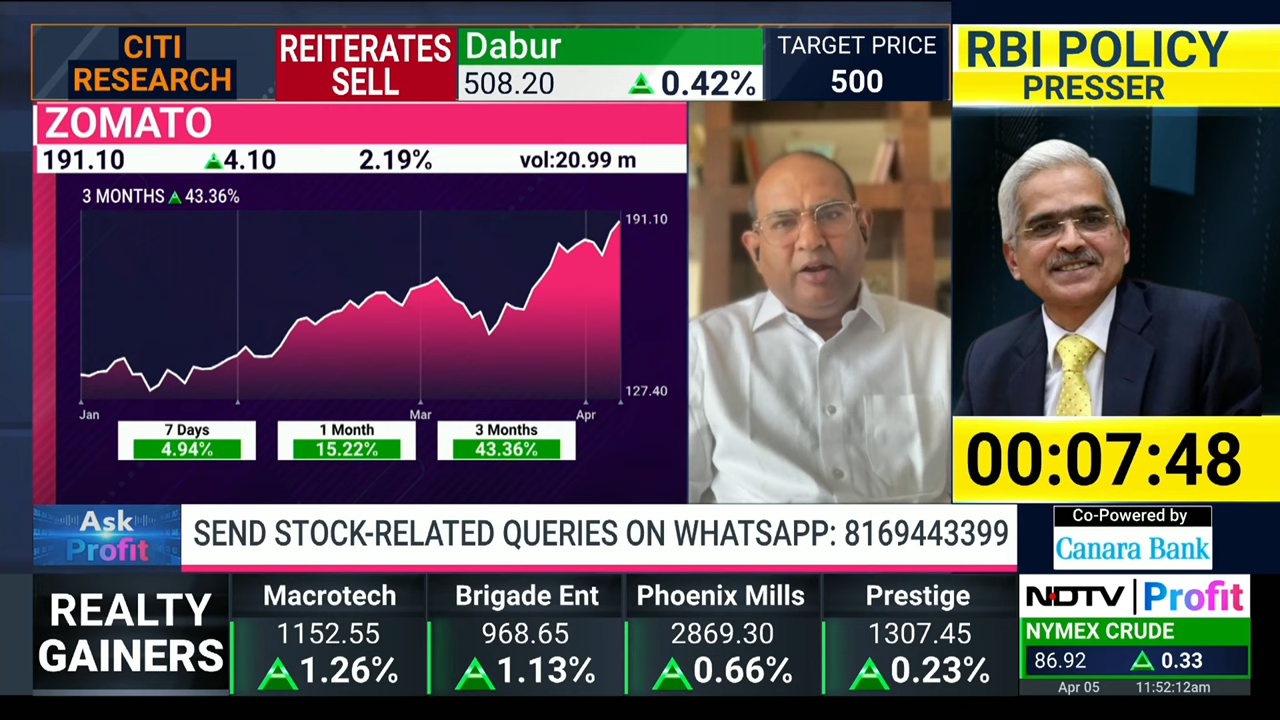 CITI
RESEARCH
REITERATES
SELL
Dabur
508.20 0.42%
TARGET PRICE
500
RBI POLICY
PRESSER
ZOMATO
191.10 4.10 2.19% vol:20.99 m
3 MONTHS 43.36%
191.10
127.40
Jan Mar Apr
7 Days
4.94%
1 Month
15.22%
3 Months
43.36%
00:07:48
Ask
Profit
SEND STOCK-RELATED QUERIES ON WHATSAPP: 8169443399
Co-Powered by
Canara Bank
REALTY
GAINERS
Macrotech
1152.55
1.26%
Brigade Ent
968.65
1.13%
Phoenix Mills
2869.30
0.66%
Prestige
1307.45
0.23%
NDTV Profit
NYMEX CRUDE
86.92 0.33
Apr 05 11:52:12am